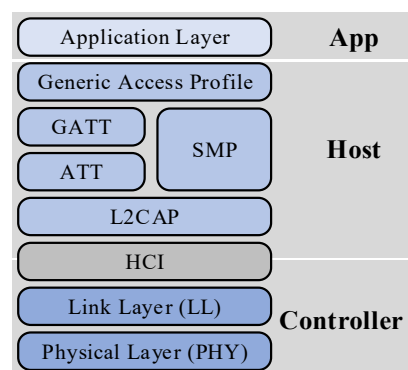 Application Layer
App
Generic Access Profile
GATT
SMP
Host
ATT
L2CAP
HCI
Link Layer (LL)
Controller
Physical Layer (PHY)